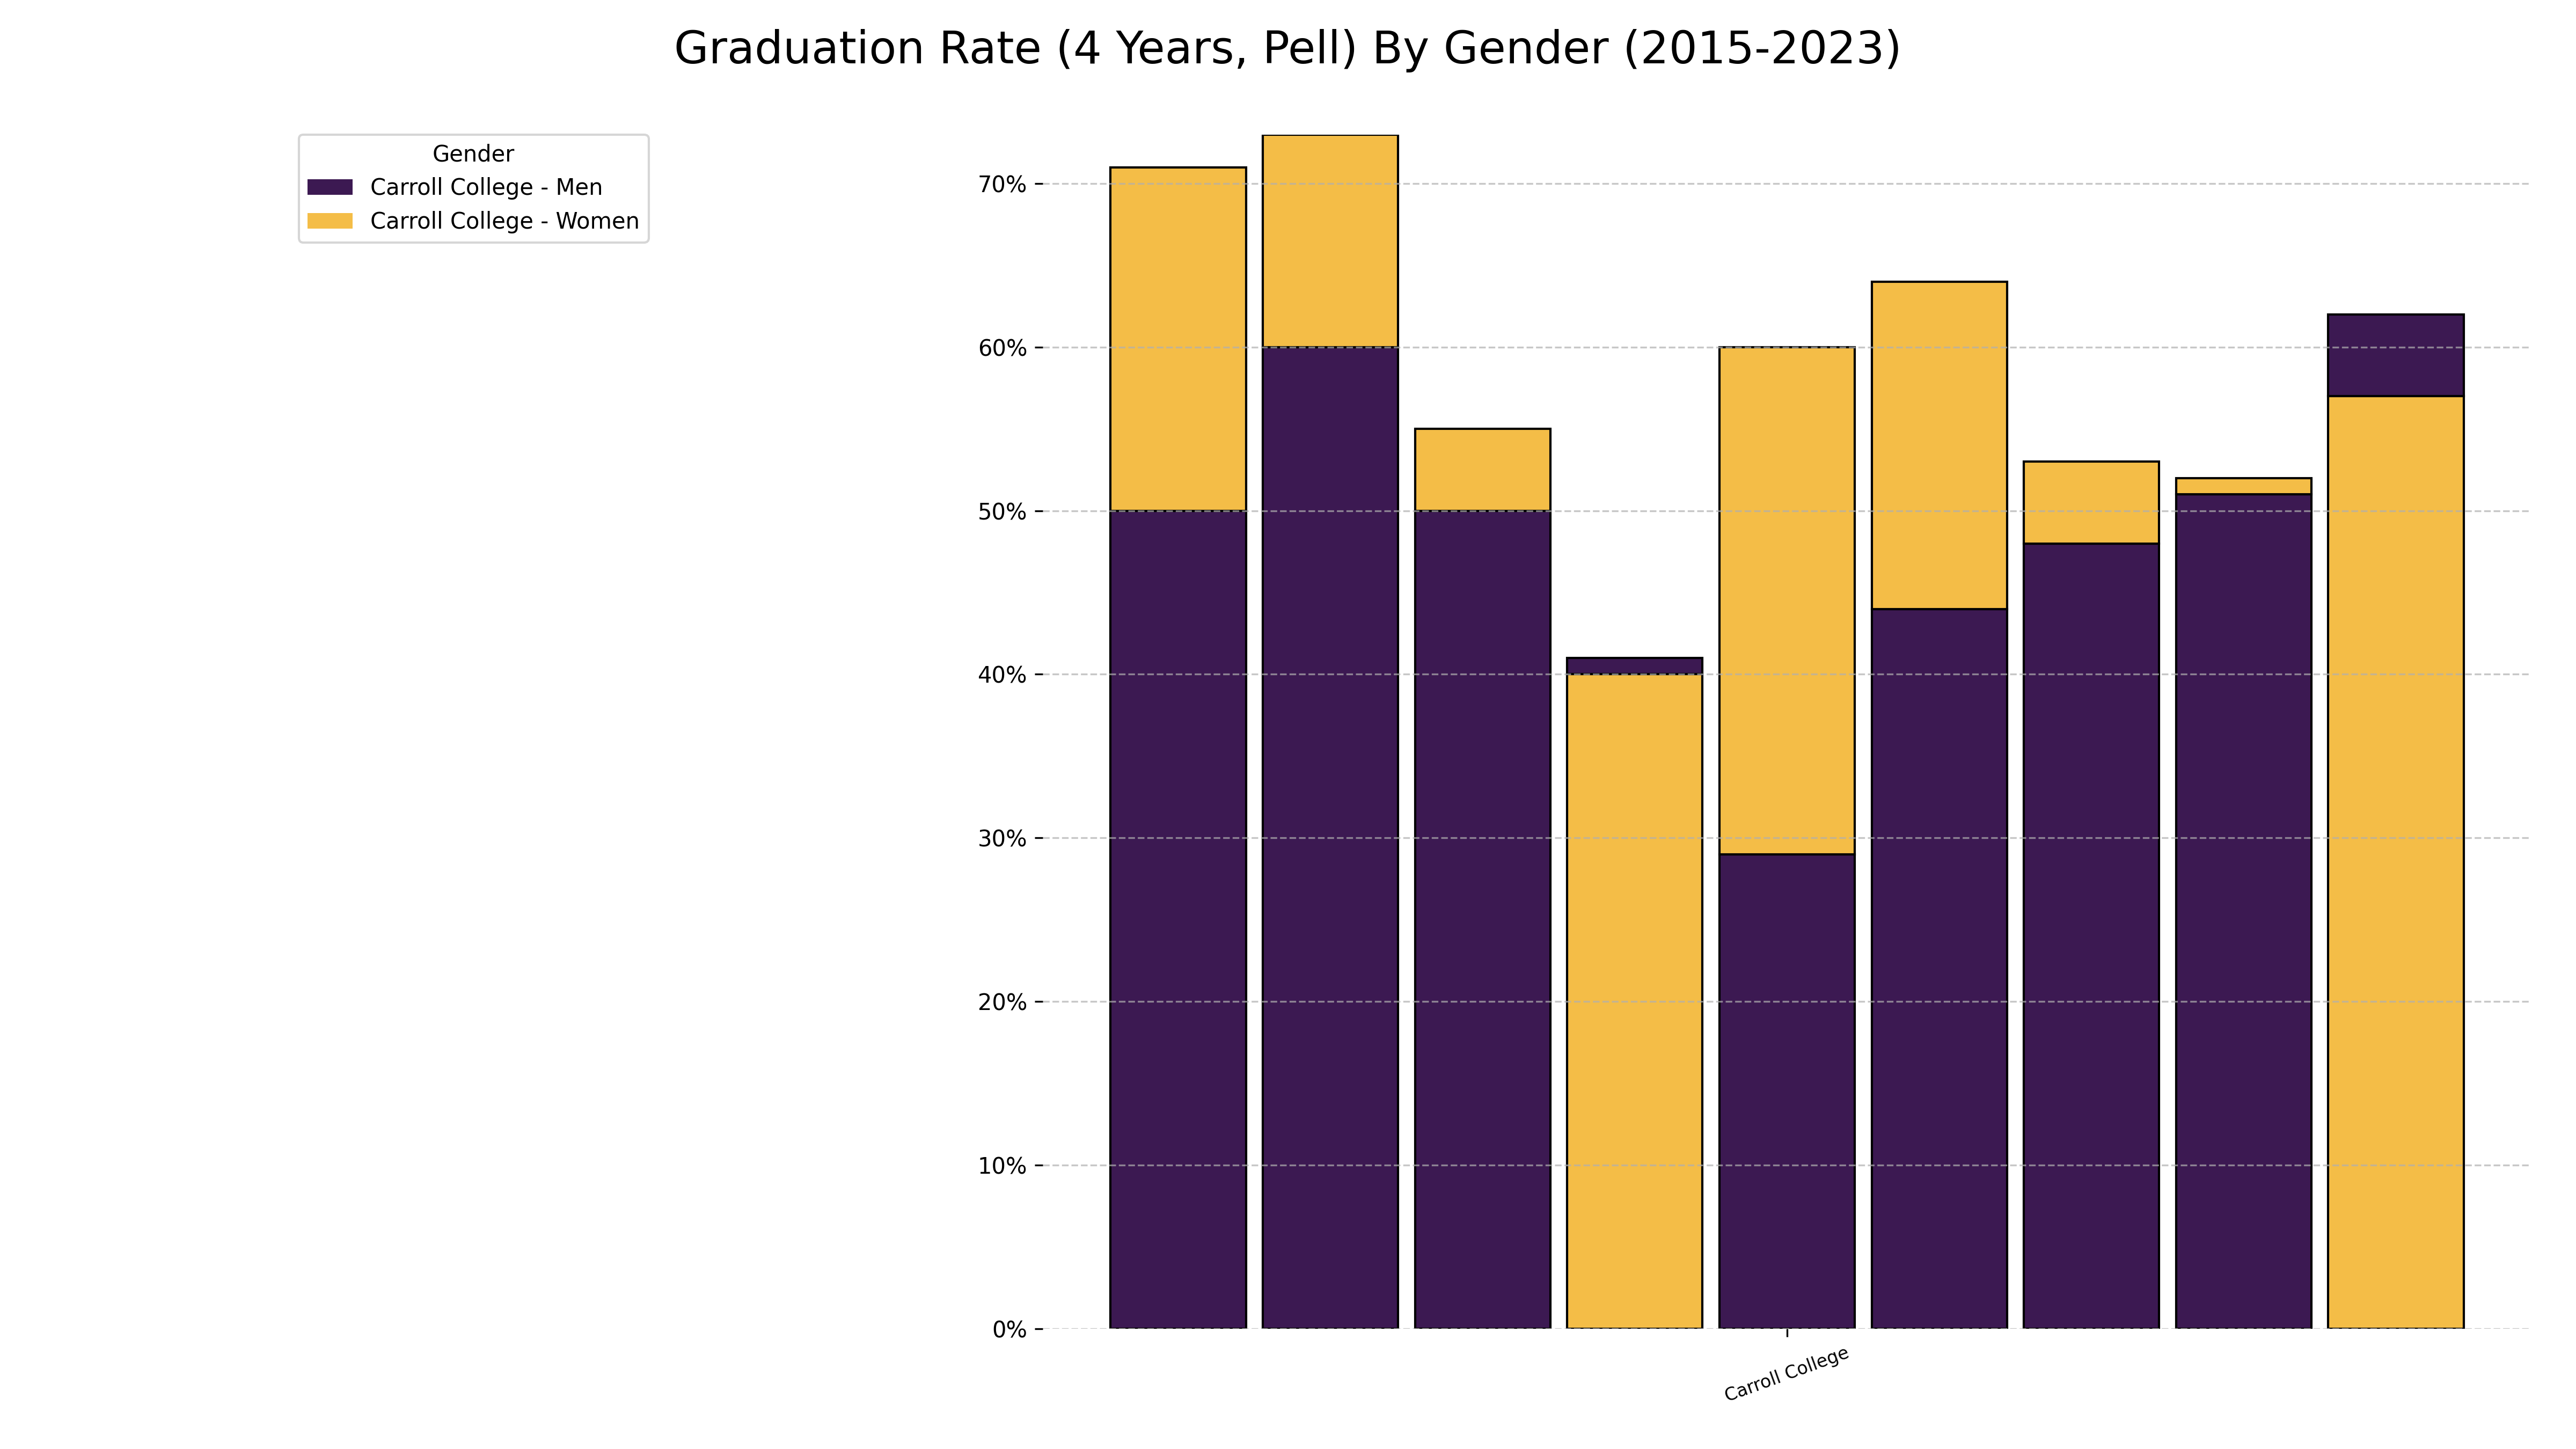 Graduation Rate (4 Years, Pell) By Gender (2015-2023)
Gender
Carroll College - Men
Carroll College - Women
70%
60%
50%
40%
30%
20%
10%
0%
Carroll College